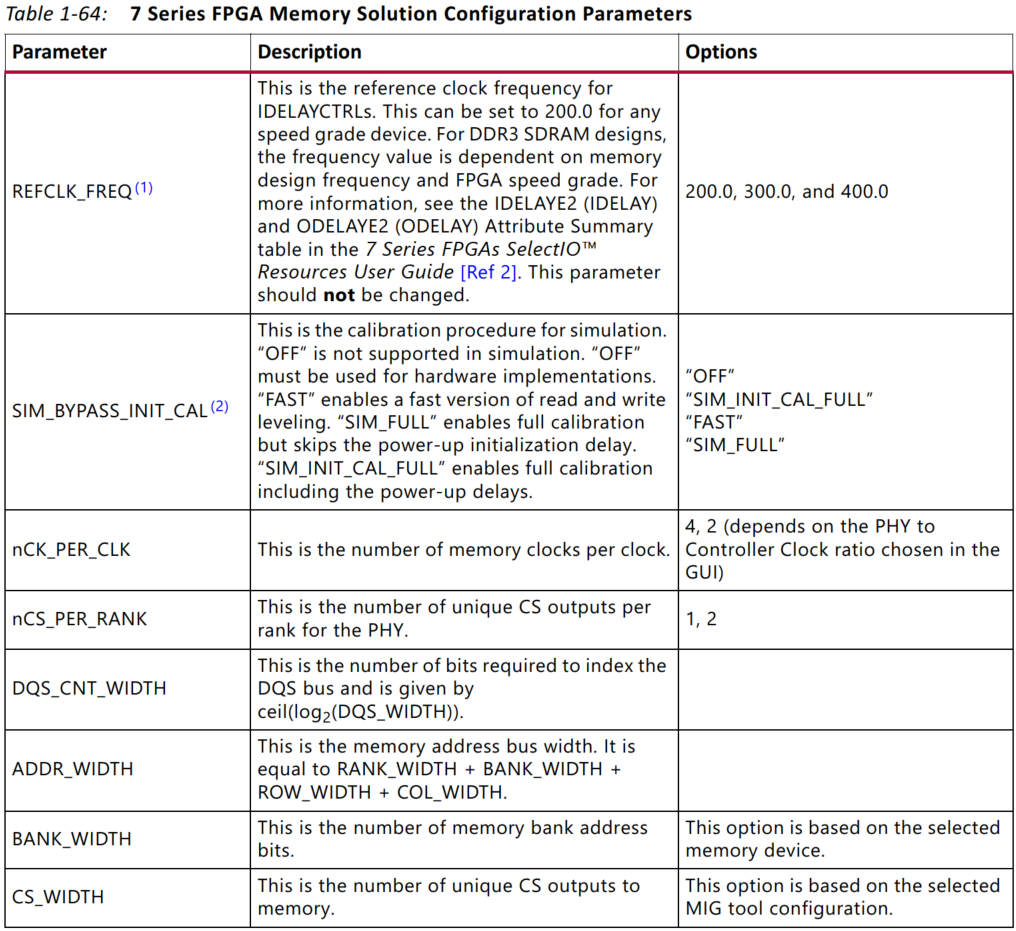 Table 1-64: 7 Series FPGA Memory Solution Configuration Parameters
Parameter Description Options
REFCLK_FREQ(1)
This is the reference clock frequency for
IDELAYCTRLs. This can be set to 200.0 for any
speed grade device. For DDR3 SDRAM designs,
the frequency value is dependent on memory
design frequency and FPGA speed grade. For
more information, see the IDELAYE2 (IDELAY)
and ODELAYE2 (ODELAY) Attribute Summary
table in the 7 Series FPGAs SelectIO™
Resources User Guide [Ref 2]. This parameter
should not be changed.
200.0, 300.0, and 400.0
SIM_BYPASS_INIT_CAL(2)
This is the calibration procedure for simulation.
“OFF” is not supported in simulation. “OFF”
must be used for hardware implementations.
“FAST” enables a fast version of read and write
leveling. “SIM_FULL” enables full calibration
but skips the power-up initialization delay.
“SIM_INIT_CAL_FULL” enables full calibration
including the power-up delays.
“OFF”
“SIM_INIT_CAL_FULL”
“FAST”
“SIM_FULL”
nCK_PER_CLK
This is the number of memory clocks per clock.
4, 2 (depends on the PHY to
Controller Clock ratio chosen in the
GUI)
nCS_PER_RANK
This is the number of unique CS outputs per
rank for the PHY.
1, 2
DQS_CNT_WIDTH
This is the number of bits required to index the
DQS bus and is given by
ceil(log2(DQS_WIDTH)).
ADDR_WIDTH
This is the memory address bus width. It is
equal to RANK_WIDTH + BANK_WIDTH +
ROW_WIDTH + COL_WIDTH.
BANK_WIDTH
This is the number of memory bank address
bits.
This option is based on the selected
memory device.
CS_WIDTH
This is the number of unique CS outputs to
memory.
This option is based on the selected
MIG tool configuration.